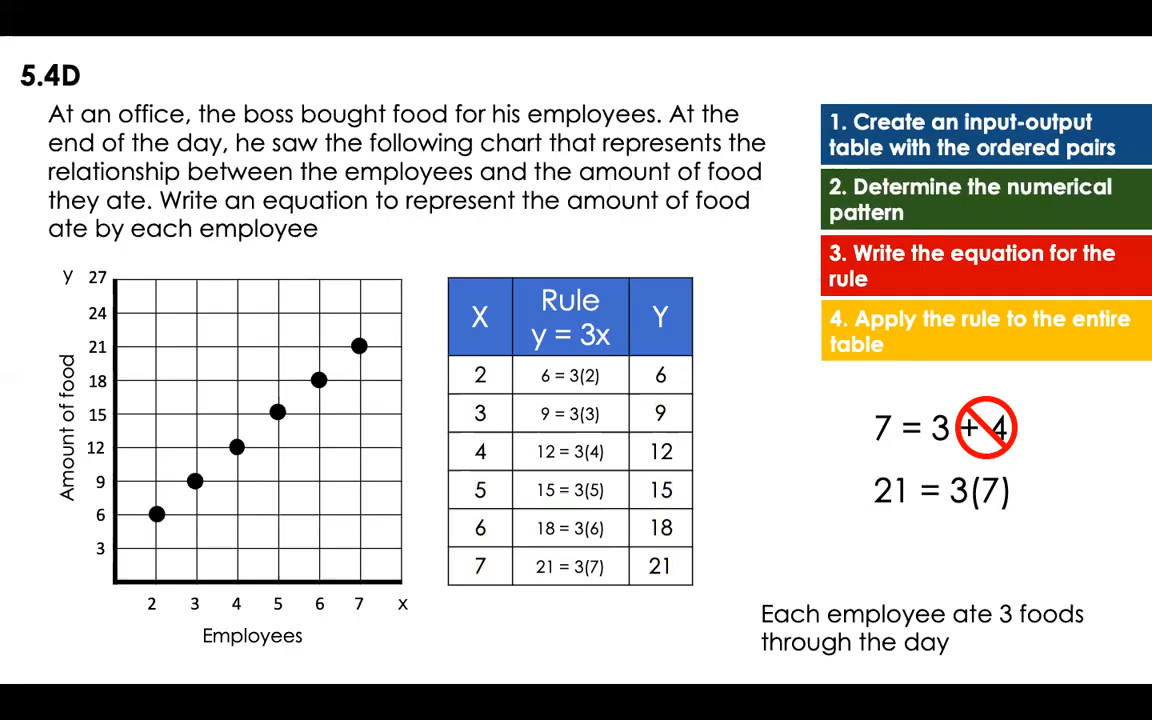 5.4D
At an office, the boss bought food for his employees. At the
end of the day, he saw the following chart that represents the
relationship between the employees and the amount of food
they ate. Write an equation to represent the amount of food
ate by each employee
1. Create an input-output
table with the ordered pairs
2. Determine the numerical
pattern
3. Write the equation for the
rule
4. Apply the rule to the entire
table
y
27
24
21
18
15
12
9
6
3
Amount of food
2 3 4 5 6 7 x
Employees
X Rule Y
y = 3x
2 6 = 3(2) 6
3 9 = 3(3) 9
4 12 = 3(4) 12
5 15 = 3(5) 15
6 18 = 3(6) 18
7 21 = 3(7) 21
7 = 3 + 4
21 = 3(7)
Each employee ate 3 foods
through the day